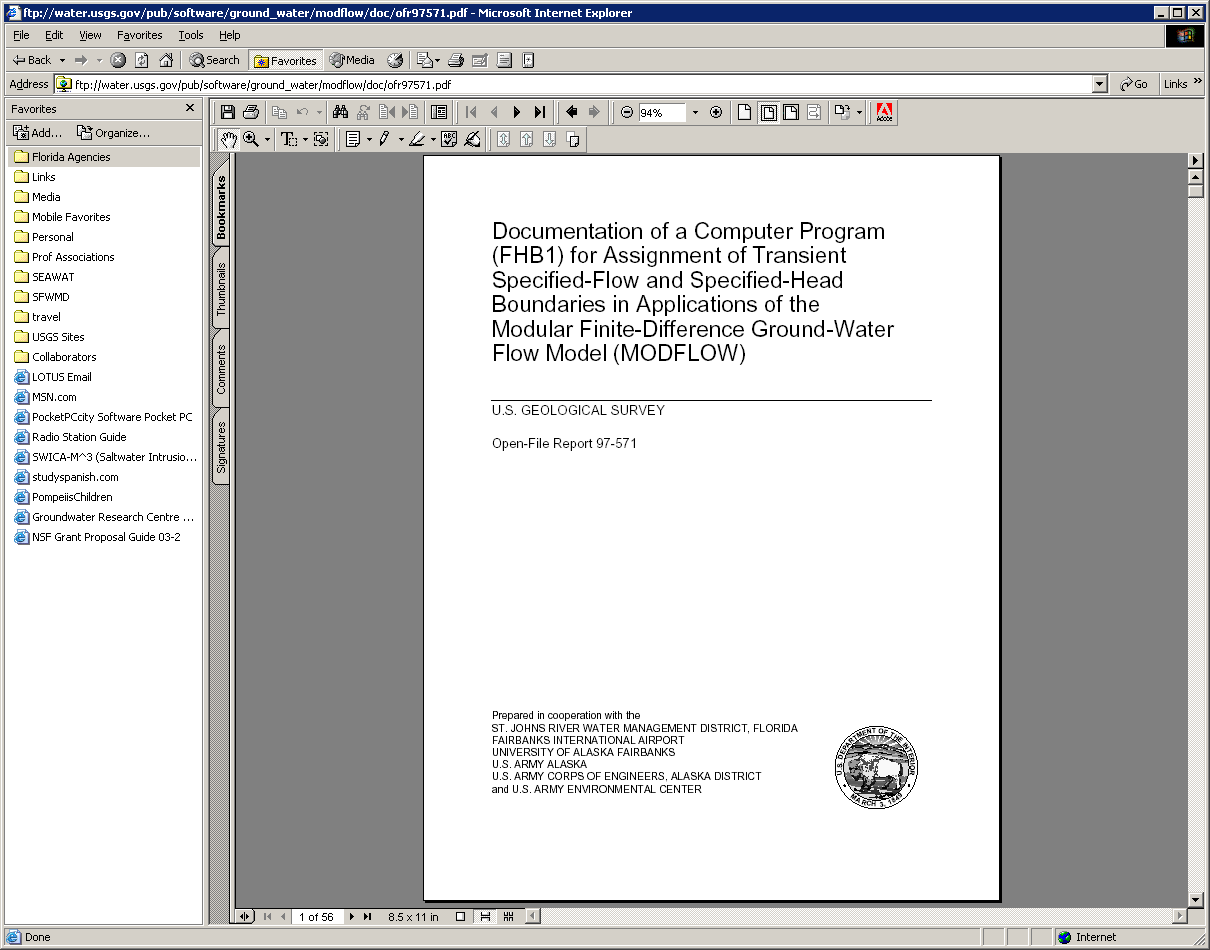 ftp://water.usgs.gov/pub/software/ground_water/modflow/doc/ofr97571.pdf - Microsoft Internet Explorer
File Edit View Favorites Tools Help
Back Search Favorites Media
Address ftp://water.usgs.gov/pub/software/ground_water/modflow/doc/ofr97571.pdf Go Links »
Favorites
Add... Organize...
Florida Agencies
Links
Media
Mobile Favorites
Personal
Prof Associations
SEAWAT
SFWMD
travel
USGS Sites
Collaborators
LOTUS Email
MSN.com
PocketPCcity Software Pocket PC
Radio Station Guide
SWICA-M^3 (Saltwater Intrusio...
studyspanish.com
PompeiisChildren
Groundwater Research Centre ...
NSF Grant Proposal Guide 03-2
94%
Adobe
Bookmarks
Thumbnails
Comments
Signatures
Documentation of a Computer Program
(FHB1) for Assignment of Transient
Specified-Flow and Specified-Head
Boundaries in Applications of the
Modular Finite-Difference Ground-Water
Flow Model (MODFLOW)
U.S. GEOLOGICAL SURVEY
Open-File Report 97-571
Prepared in cooperation with the
ST. JOHNS RIVER WATER MANAGEMENT DISTRICT, FLORIDA
FAIRBANKS INTERNATIONAL AIRPORT
UNIVERSITY OF ALASKA FAIRBANKS
U.S. ARMY ALASKA
U.S. ARMY CORPS OF ENGINEERS, ALASKA DISTRICT
and U.S. ARMY ENVIRONMENTAL CENTER
U.S. DEPARTMENT OF THE INTERIOR
MARCH 3, 1849
1 of 56 8.5 x 11 in
Done Internet